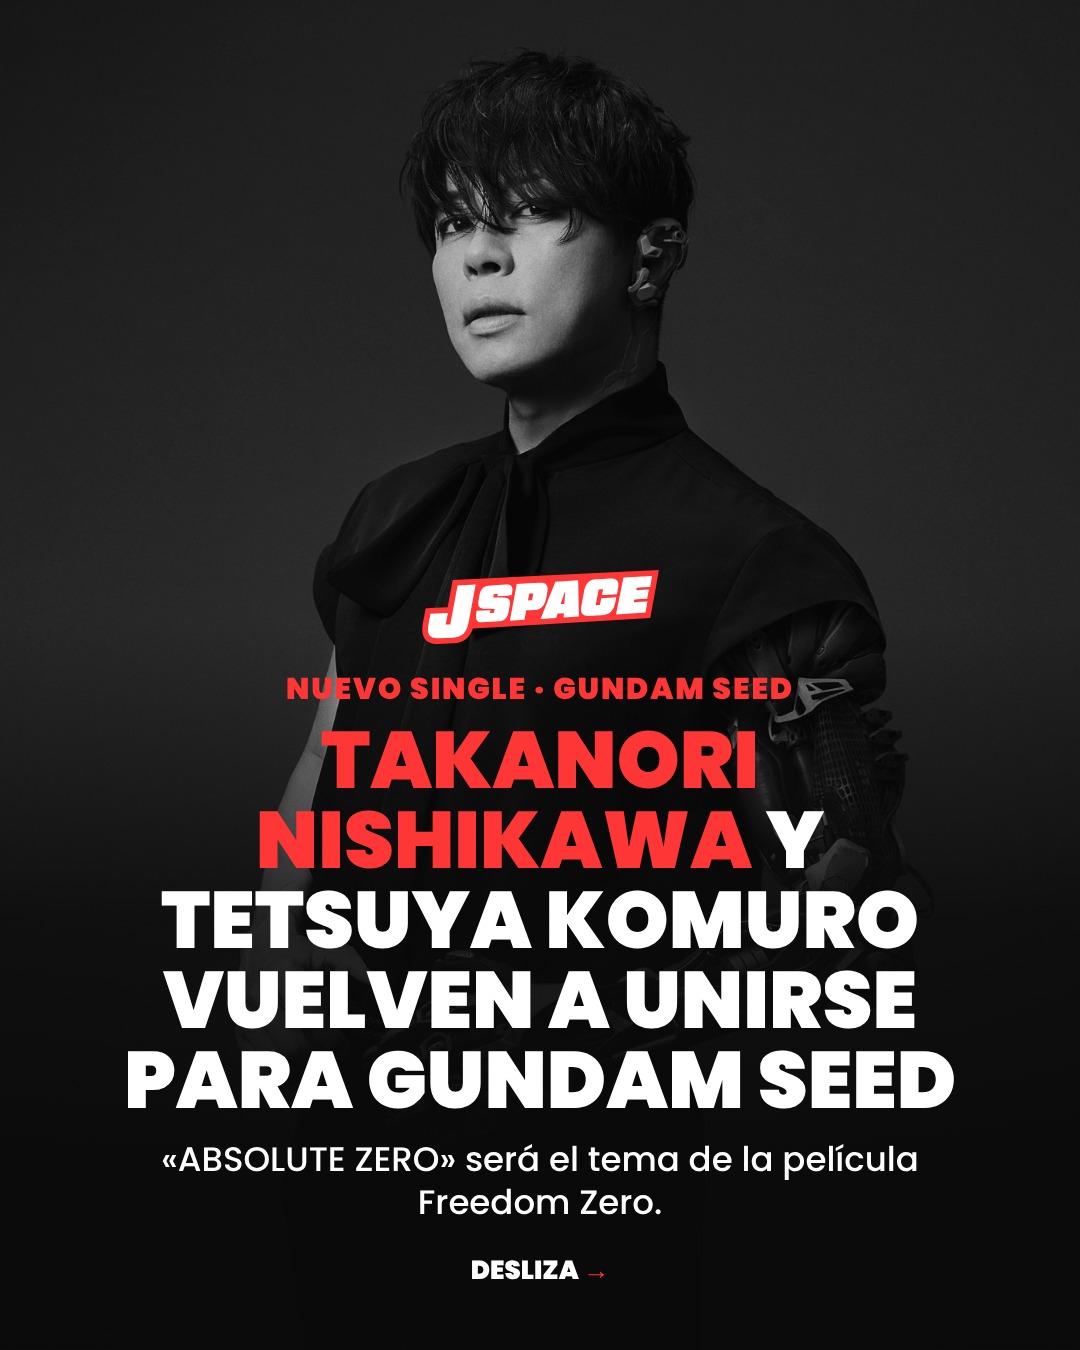 JSPACE
NUEVO SINGLE • GUNDAM SEED
TAKANORI
NISHIKAWA Y
TETSUYA KOMURO
VUELVEN A UNIRSE
PARA GUNDAM SEED
«ABSOLUTE ZERO» será el tema de la película
Freedom Zero.
DESLIZA →